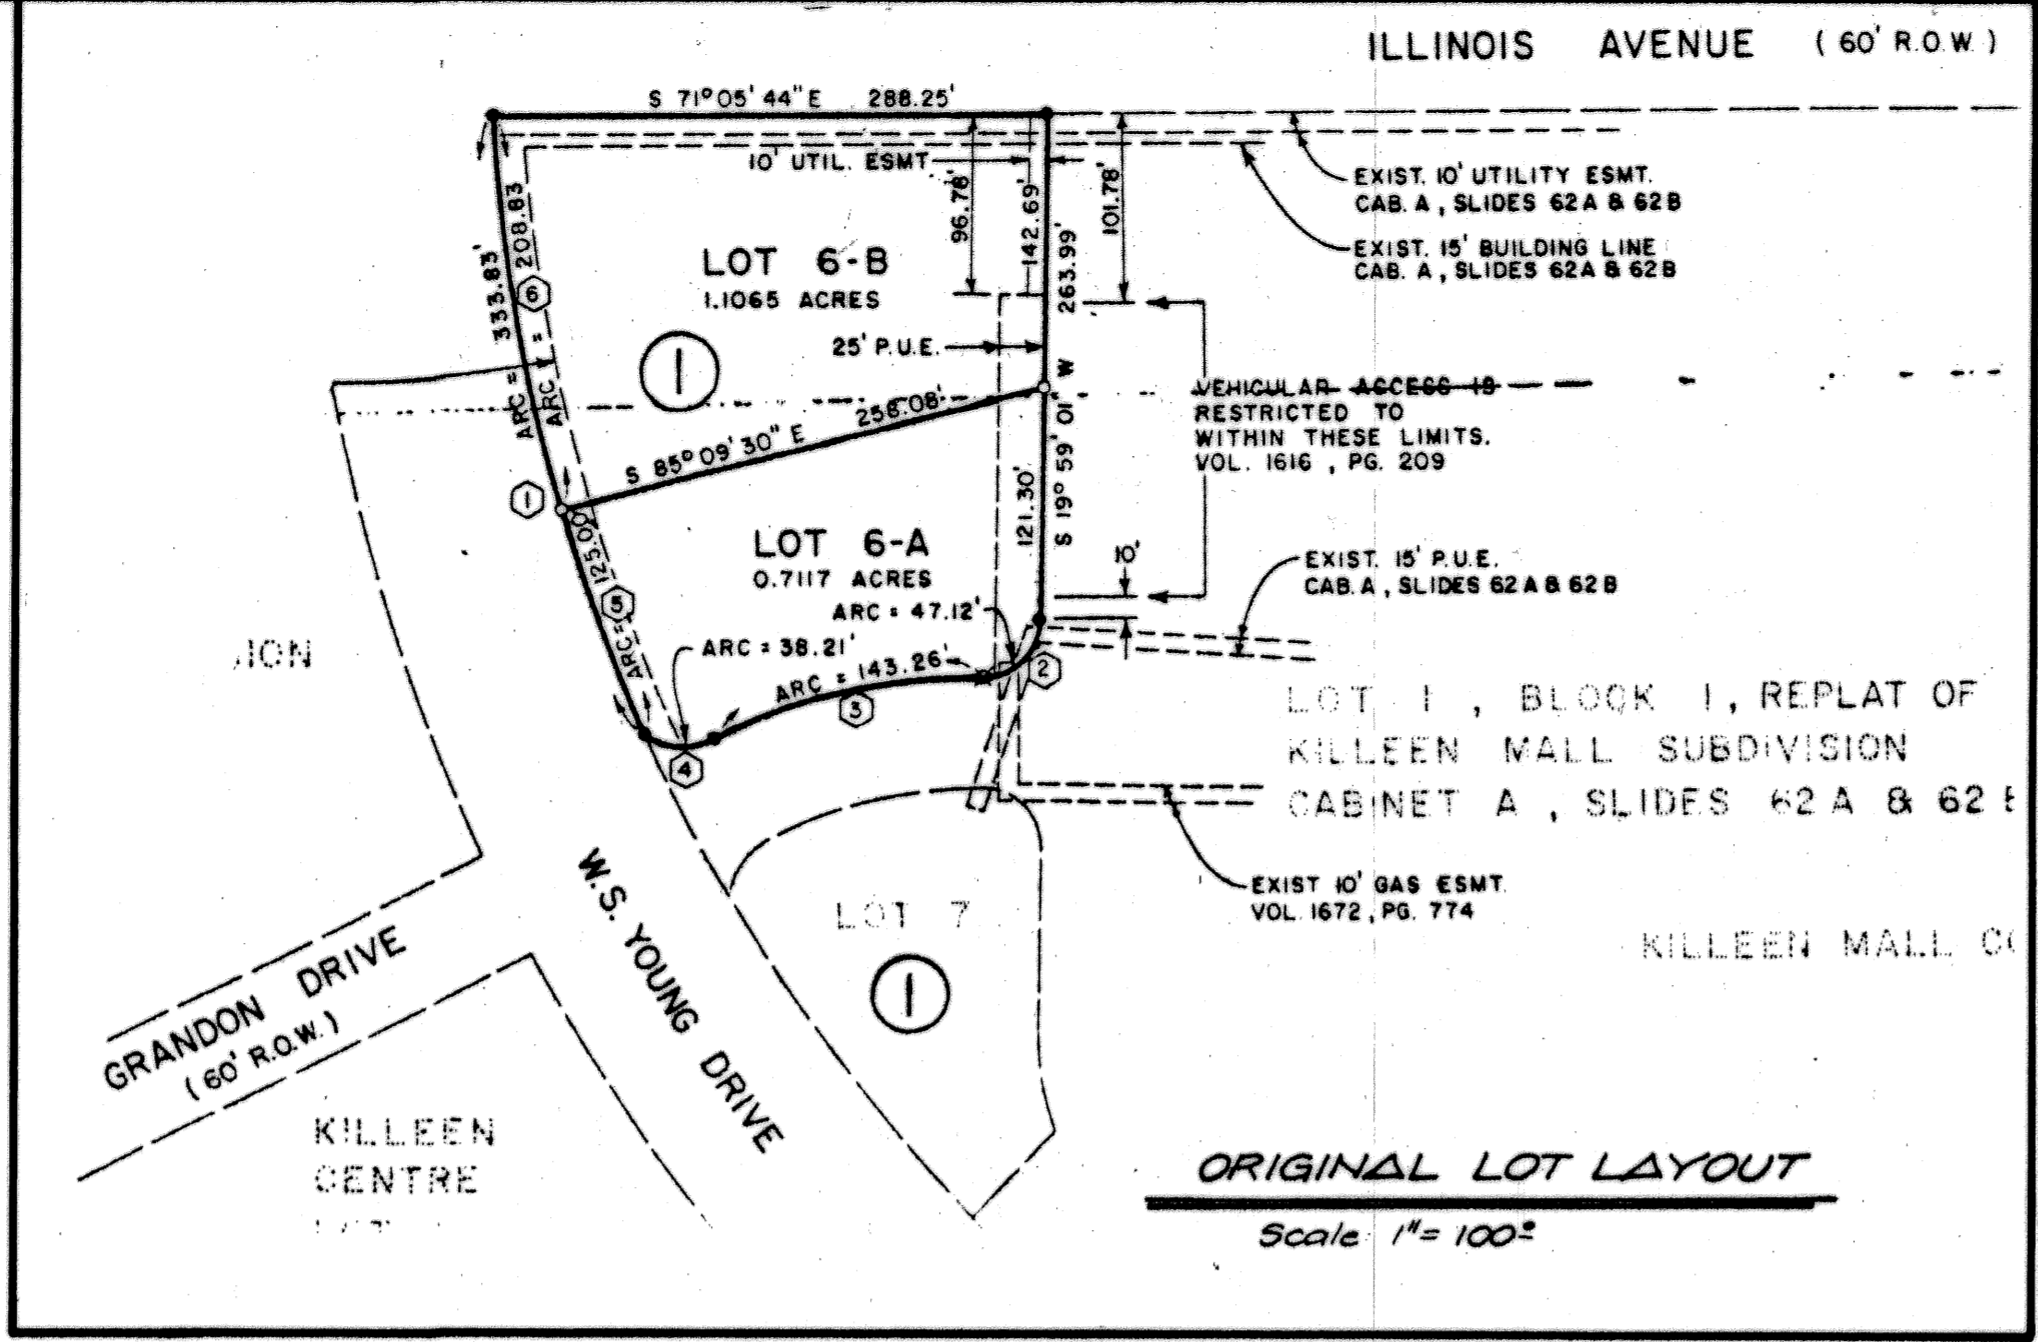 ILLINOIS AVENUE ( 60' R.O.W. )
S 71° 05' 44" E 288.25'
10' UTIL. ESMT.
96.78'
142.69'
263.99'
101.78'
EXIST. 10' UTILITY ESMT.
CAB. A , SLIDES 62A & 62B
EXIST. 15' BUILDING LINE
CAB. A , SLIDES 62A & 62B
LOT 6-B
1.1065 ACRES
1
ARC = 333.83'
ARC = 208.83
6
25' P.U.E.
S 19° 59' 01" W
VEHICULAR ACCESS IS
RESTRICTED TO
WITHIN THESE LIMITS.
VOL. 1616 , PG. 209
S 85° 09' 30" E 258.08'
1
LOT 6-A
0.7117 ACRES
121.30'
10'
EXIST. 15' P.U.E.
CAB. A , SLIDES 62A & 62B
ARC = 125.00
5
ARC = 47.12'
ARC = 38.21'
ARC = 143.26'
2
3
4
LOT 1 , BLOCK 1, REPLAT OF
KILLEEN MALL SUBDIVISION
CABINET A , SLIDES 62 A & 62
EXIST 10' GAS ESMT.
VOL. 1672 , PG. 774
KILLEEN MALL
LOT 7
1
W.S. YOUNG DRIVE
GRANDON DRIVE
( 60' R.O.W. )
KILLEEN
CENTRE
ORIGINAL LOT LAYOUT
Scale 1"= 100'